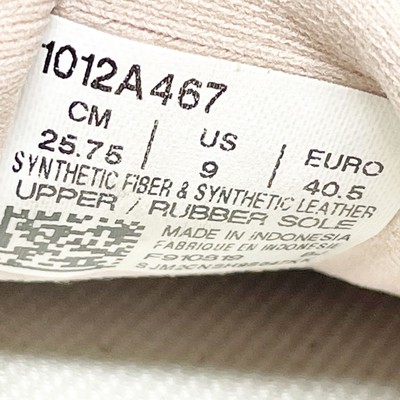 1012A467
CM US EURO
25.75 9 40.5
SYNTHETIC FIBER & SYNTHETIC LEATHER
UPPER / RUBBER SOLE
MADE IN INDONESIA
FABRIQUE EN INDONESIE
F910819